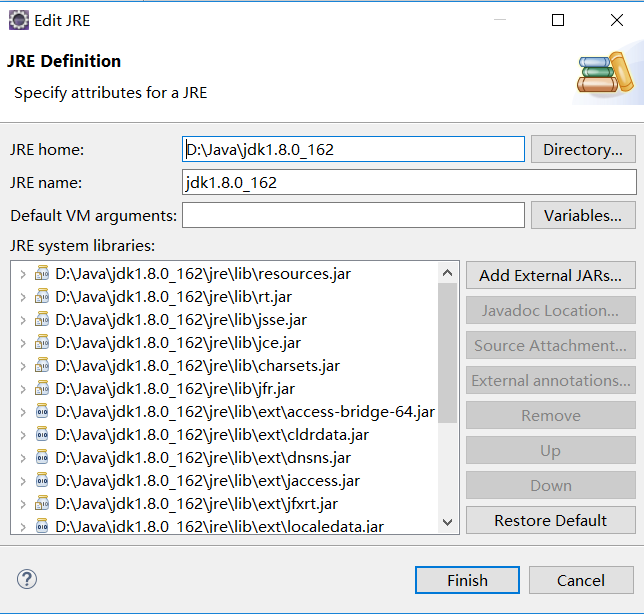 Edit JRE
JRE Definition
Specify attributes for a JRE
JRE home: D:\Java\jdk1.8.0_162 Directory...
JRE name: jdk1.8.0_162
Default VM arguments: Variables...
JRE system libraries:
D:\Java\jdk1.8.0_162\jre\lib\resources.jar
D:\Java\jdk1.8.0_162\jre\lib\rt.jar
D:\Java\jdk1.8.0_162\jre\lib\jsse.jar
D:\Java\jdk1.8.0_162\jre\lib\jce.jar
D:\Java\jdk1.8.0_162\jre\lib\charsets.jar
D:\Java\jdk1.8.0_162\jre\lib\jfr.jar
D:\Java\jdk1.8.0_162\jre\lib\ext\access-bridge-64.jar
D:\Java\jdk1.8.0_162\jre\lib\ext\cldrdata.jar
D:\Java\jdk1.8.0_162\jre\lib\ext\dnsns.jar
D:\Java\jdk1.8.0_162\jre\lib\ext\jaccess.jar
D:\Java\jdk1.8.0_162\jre\lib\ext\jfxrt.jar
D:\Java\jdk1.8.0_162\jre\lib\ext\localedata.jar
Add External JARs...
Javadoc Location...
Source Attachment...
External annotations...
Remove
Up
Down
Restore Default
?
Finish
Cancel